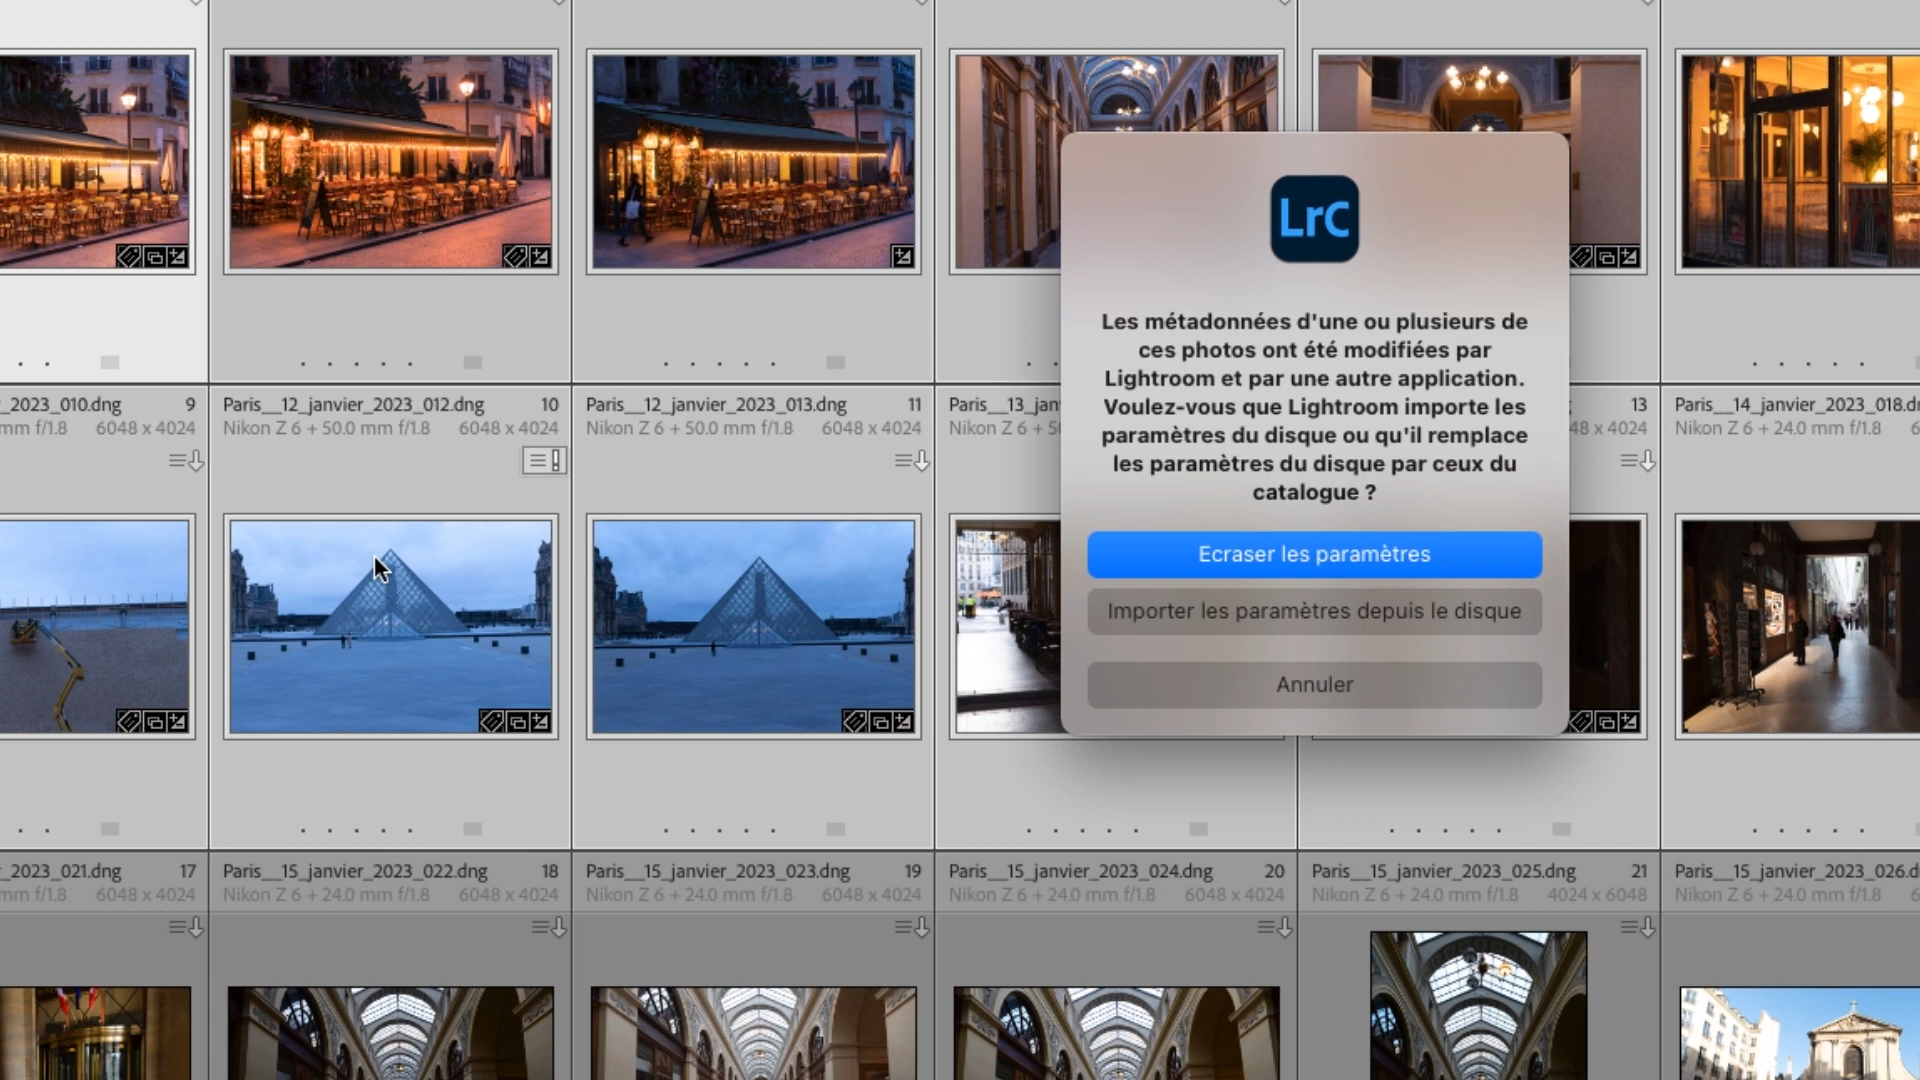 LrC
Les métadonnées d'une ou plusieurs de
ces photos ont été modifiées par
Lightroom et par une autre application.
Voulez-vous que Lightroom importe les
paramètres du disque ou qu'il remplace
les paramètres du disque par ceux du
catalogue ?
Ecraser les paramètres
Importer les paramètres depuis le disque
Annuler
_2023_010.dng 9
mm f/1.8 6048 x 4024
Paris__12_janvier_2023_012.dng 10
Nikon Z 6 + 50.0 mm f/1.8 6048 x 4024
Paris__12_janvier_2023_013.dng 11
Nikon Z 6 + 50.0 mm f/1.8 6048 x 4024
Paris__13_jan
Nikon Z 6 + 50
13
48 x 4024
Paris__14_janvier_2023_018.d
Nikon Z 6 + 24.0 mm f/1.8 6
_2023_021.dng 17
mm f/1.8 6048 x 4024
Paris__15_janvier_2023_022.dng 18
Nikon Z 6 + 24.0 mm f/1.8 6048 x 4024
Paris__15_janvier_2023_023.dng 19
Nikon Z 6 + 24.0 mm f/1.8 6048 x 4024
Paris__15_janvier_2023_024.dng 20
Nikon Z 6 + 24.0 mm f/1.8 6048 x 4024
Paris__15_janvier_2023_025.dng 21
Nikon Z 6 + 24.0 mm f/1.8 4024 x 6048
Paris__15_janvier_2023_026.d
Nikon Z 6 + 24.0 mm f/1.8 6